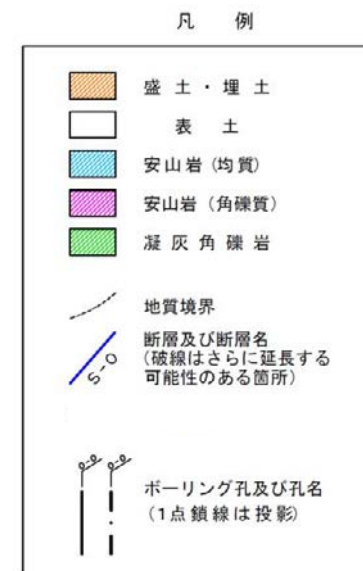 凡 例
盛 土 ・ 埋 土
表 土
安山岩 (均質)
安山岩 (角礫質)
凝 灰 角 礫 岩
地質境界
断層及び断層名
(破線はさらに延長する
可能性のある箇所)
S-O
O-O O-O
ボーリング孔及び孔名
(1点鎖線は投影)